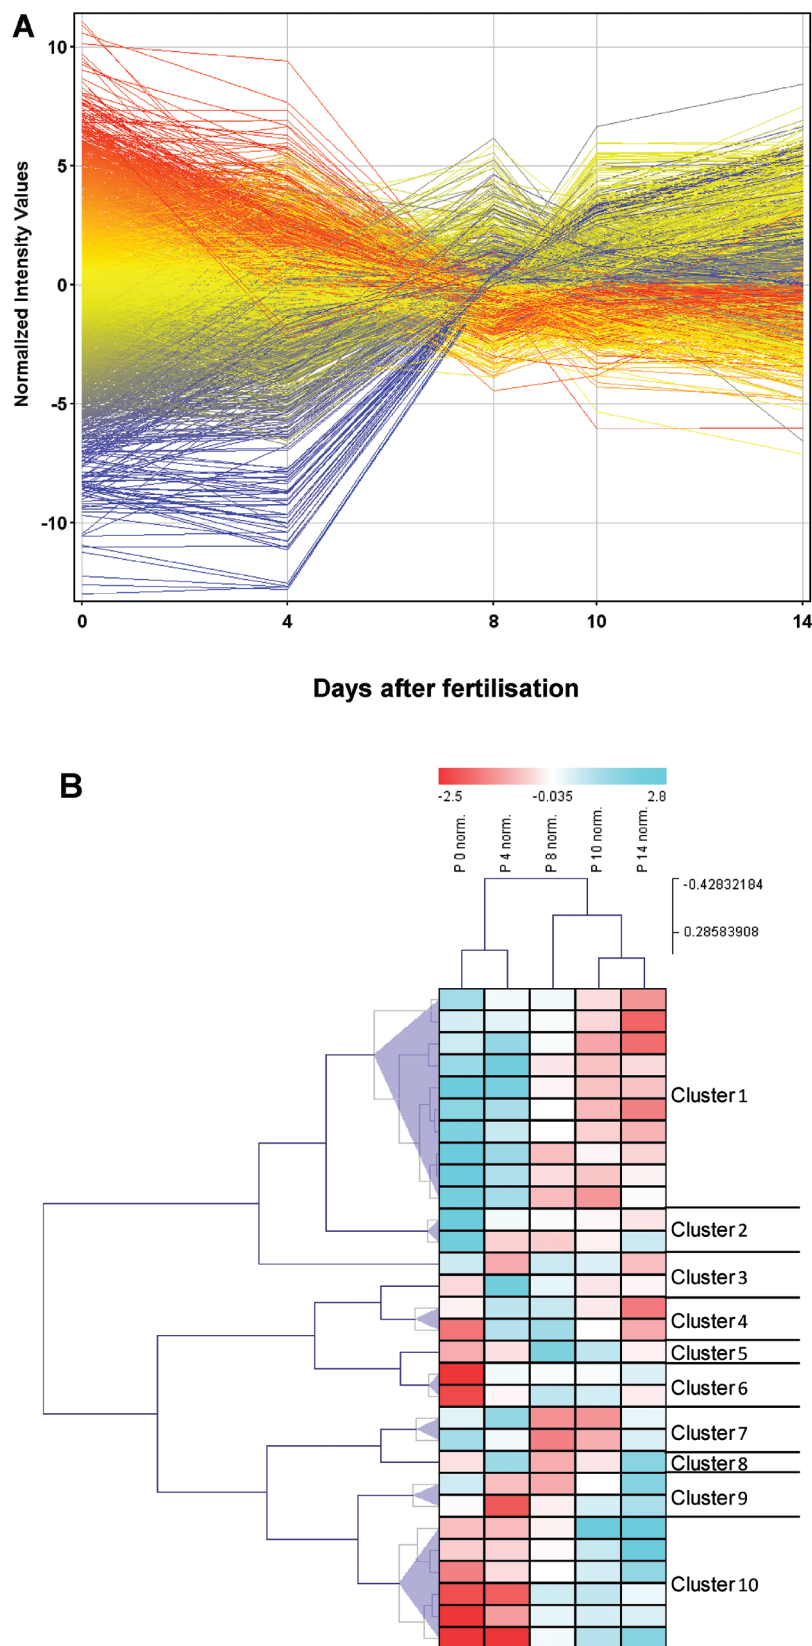 A
Normalized Intensity Values
10
5
0
-5
-10
0 4 8 10 14
Days after fertilisation
B
-2.5 -0.035 2.8
P 0 norm. P 4 norm. P 8 norm. P 10 norm. P 14 norm.
-0.42832184
0.28583908
Cluster 1
Cluster 2
Cluster 3
Cluster 4
Cluster 5
Cluster 6
Cluster 7
Cluster 8
Cluster 9
Cluster 10